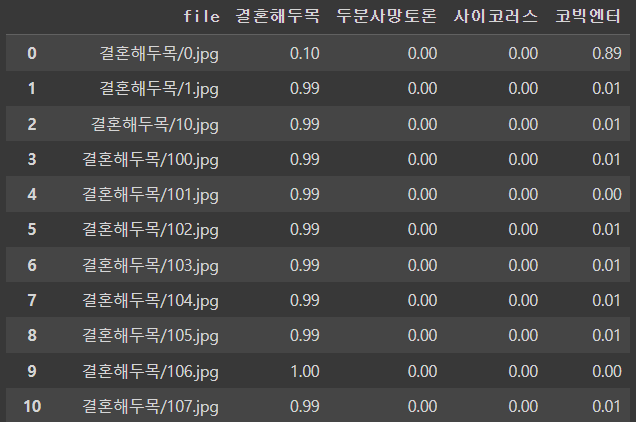 file 결혼해두목 두분사망토론 사이코러스 코빅엔터
0 결혼해두목/0.jpg 0.10 0.00 0.00 0.89
1 결혼해두목/1.jpg 0.99 0.00 0.00 0.01
2 결혼해두목/10.jpg 0.99 0.00 0.00 0.01
3 결혼해두목/100.jpg 0.99 0.00 0.00 0.01
4 결혼해두목/101.jpg 0.99 0.00 0.00 0.00
5 결혼해두목/102.jpg 0.99 0.00 0.00 0.01
6 결혼해두목/103.jpg 0.99 0.00 0.00 0.01
7 결혼해두목/104.jpg 0.99 0.00 0.00 0.01
8 결혼해두목/105.jpg 0.99 0.00 0.00 0.01
9 결혼해두목/106.jpg 1.00 0.00 0.00 0.00
10 결혼해두목/107.jpg 0.99 0.00 0.00 0.01